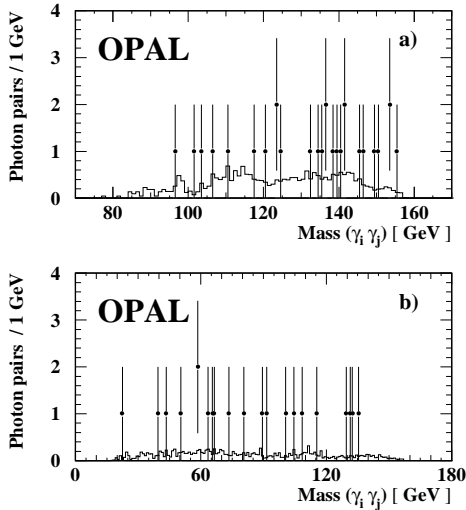 Photon pairs / 1 GeV
4
3
2
1
0
OPAL
a)
80
100
120
140
160
Mass (γi γj) [ GeV ]
Photon pairs / 1 GeV
4
3
2
1
0
OPAL
b)
0
60
120
180
Mass (γi γj) [ GeV ]